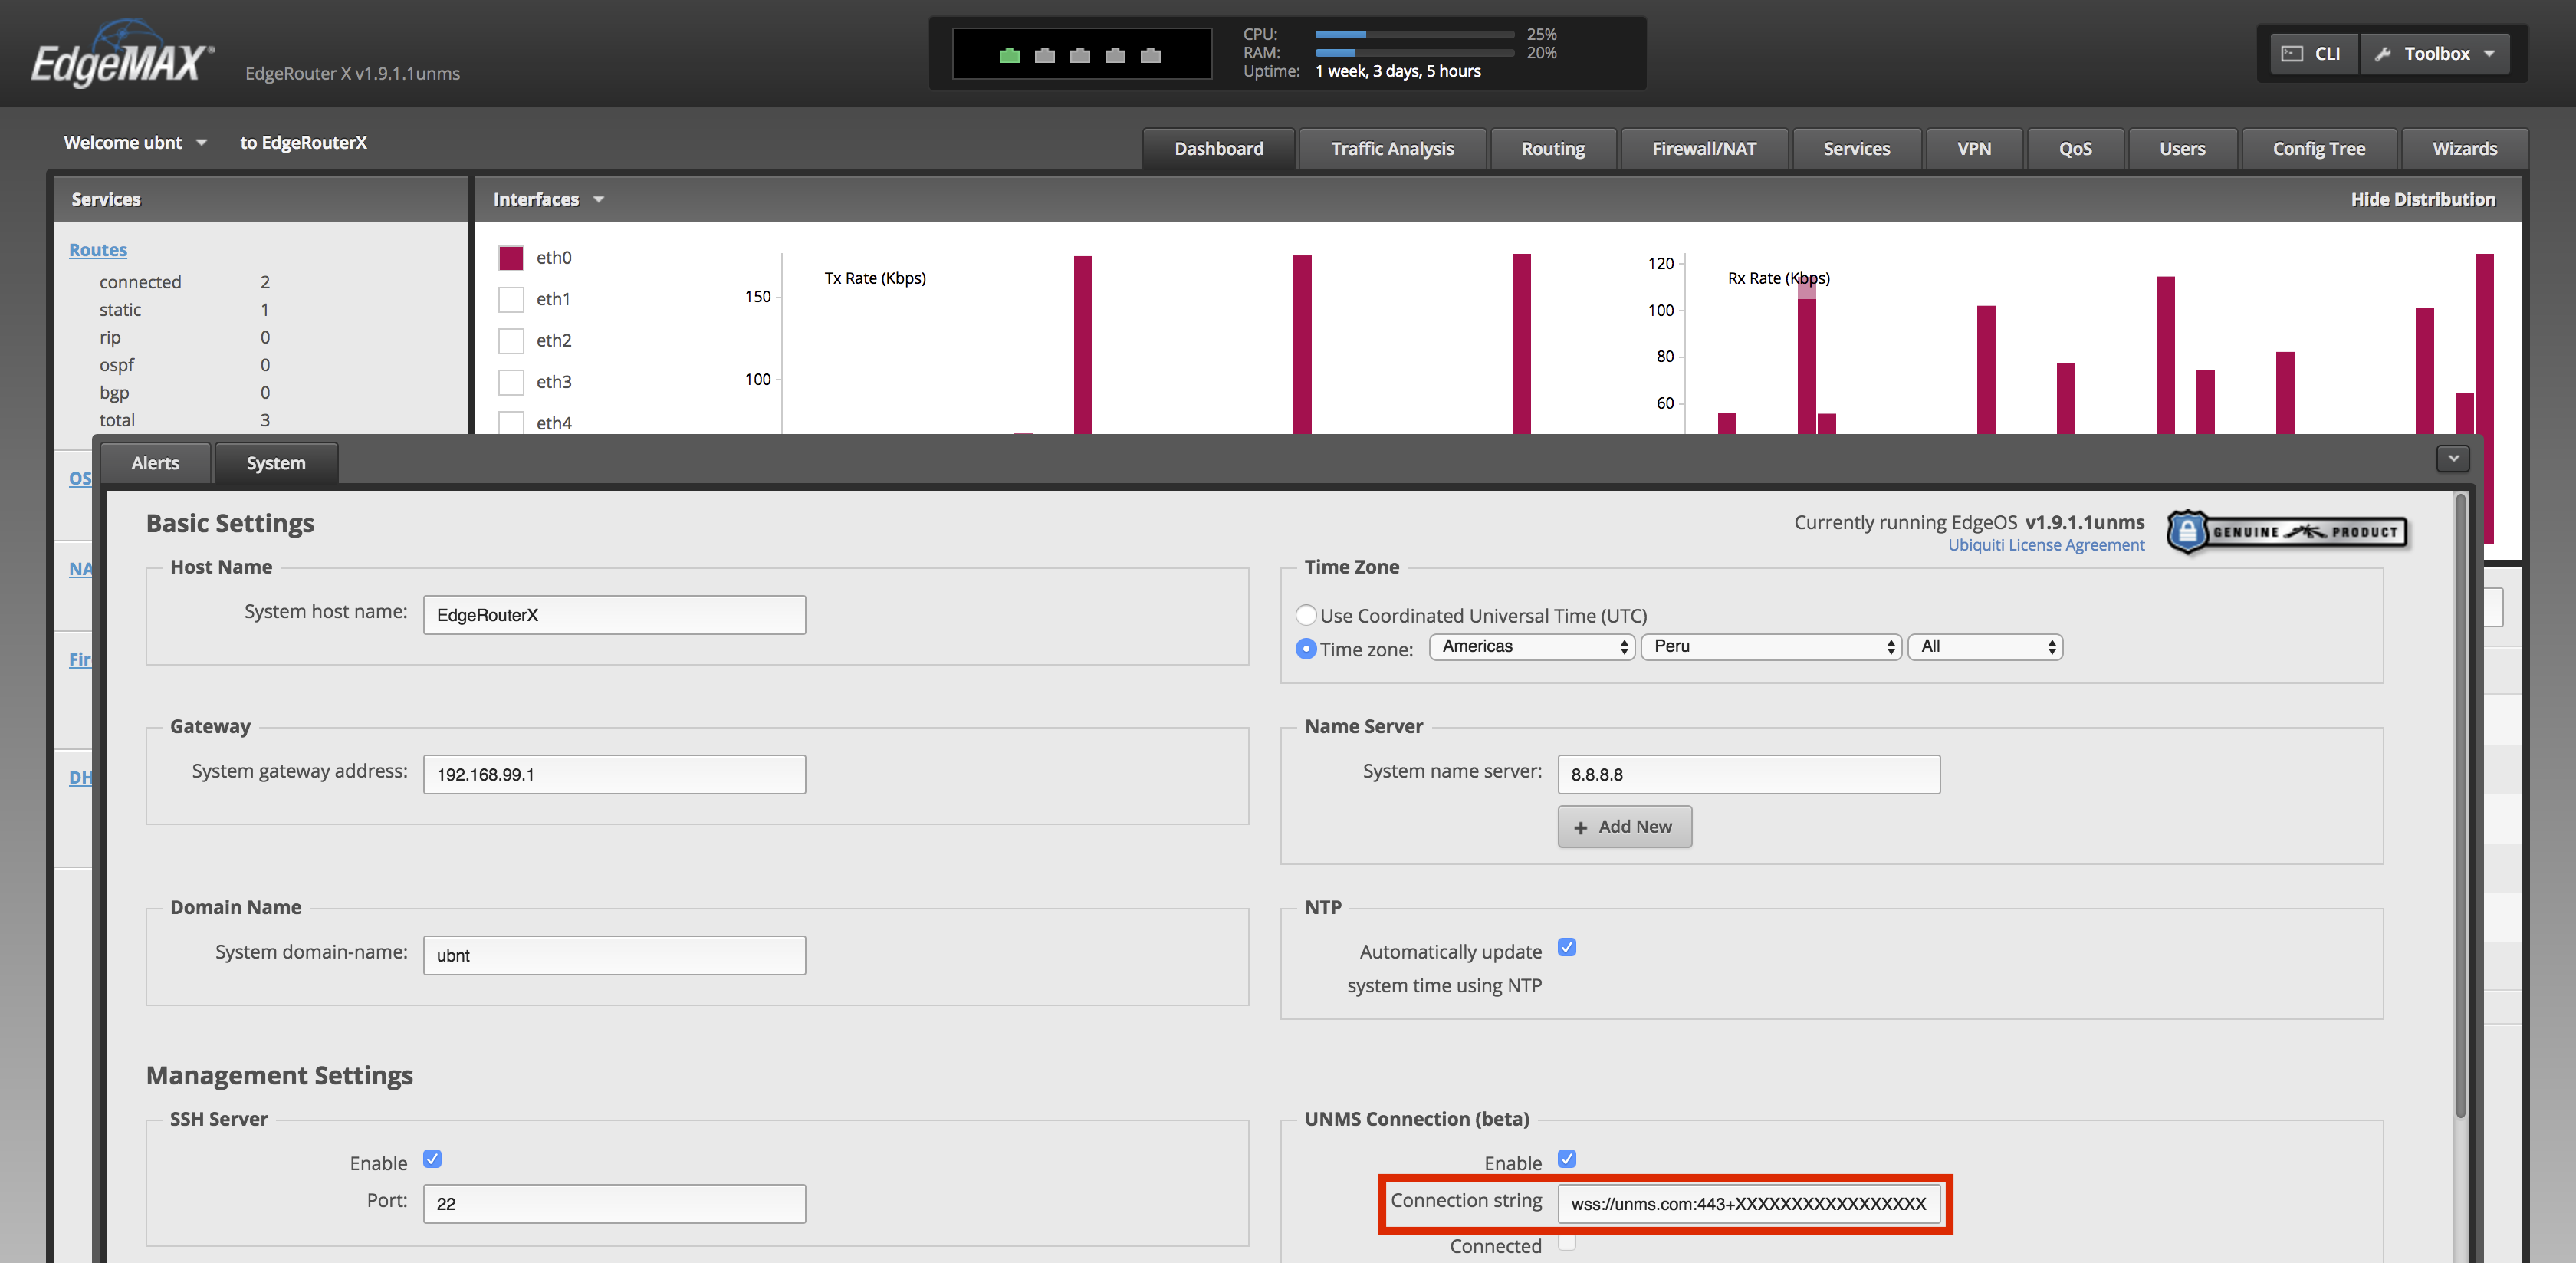 EdgeMAX®
EdgeRouter X v1.9.1.1unms
CPU: 25%
RAM: 20%
Uptime: 1 week, 3 days, 5 hours
CLI
Toolbox
Welcome ubnt
to EdgeRouterX
Dashboard
Traffic Analysis
Routing
Firewall/NAT
Services
VPN
QoS
Users
Config Tree
Wizards
Services
Interfaces
Hide Distribution
Routes
connected 2
static 1
rip 0
ospf 0
bgp 0
total 3
OS
NA
Fir
DH
eth0
eth1
eth2
eth3
eth4
Tx Rate (Kbps)
150
100
Rx Rate (Kbps)
120
100
80
60
Alerts
System
Basic Settings
Currently running EdgeOS v1.9.1.1unms
Ubiquiti License Agreement
GENUINE PRODUCT
Host Name
System host name: EdgeRouterX
Time Zone
Use Coordinated Universal Time (UTC)
Time zone: Americas Peru All
Gateway
System gateway address: 192.168.99.1
Name Server
System name server: 8.8.8.8
+ Add New
Domain Name
System domain-name: ubnt
NTP
Automatically update
system time using NTP
Management Settings
SSH Server
Enable
Port: 22
UNMS Connection (beta)
Enable
Connection string wss://unms.com:443+XXXXXXXXXXXXXXXXX
Connected